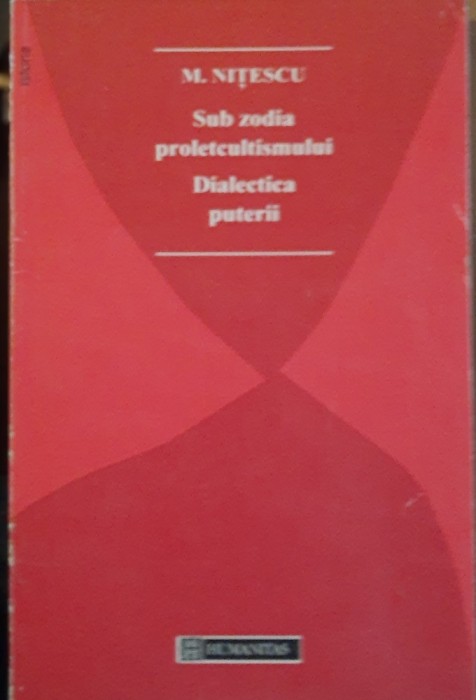 M. NIȚESCU
Sub zodia
proletcultismului
Dialectica
puterii
HUMANITAS